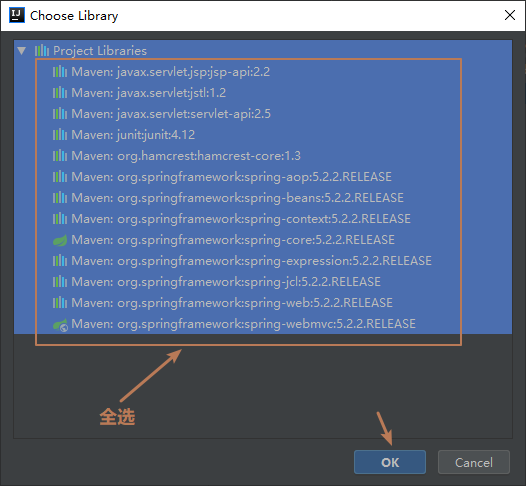 Choose Library
Project Libraries
Maven: javax.servlet.jsp:jsp-api:2.2
Maven: javax.servlet:jstl:1.2
Maven: javax.servlet:servlet-api:2.5
Maven: junit:junit:4.12
Maven: org.hamcrest:hamcrest-core:1.3
Maven: org.springframework:spring-aop:5.2.2.RELEASE
Maven: org.springframework:spring-beans:5.2.2.RELEASE
Maven: org.springframework:spring-context:5.2.2.RELEASE
Maven: org.springframework:spring-core:5.2.2.RELEASE
Maven: org.springframework:spring-expression:5.2.2.RELEASE
Maven: org.springframework:spring-jcl:5.2.2.RELEASE
Maven: org.springframework:spring-web:5.2.2.RELEASE
Maven: org.springframework:spring-webmvc:5.2.2.RELEASE
全选
OK Cancel